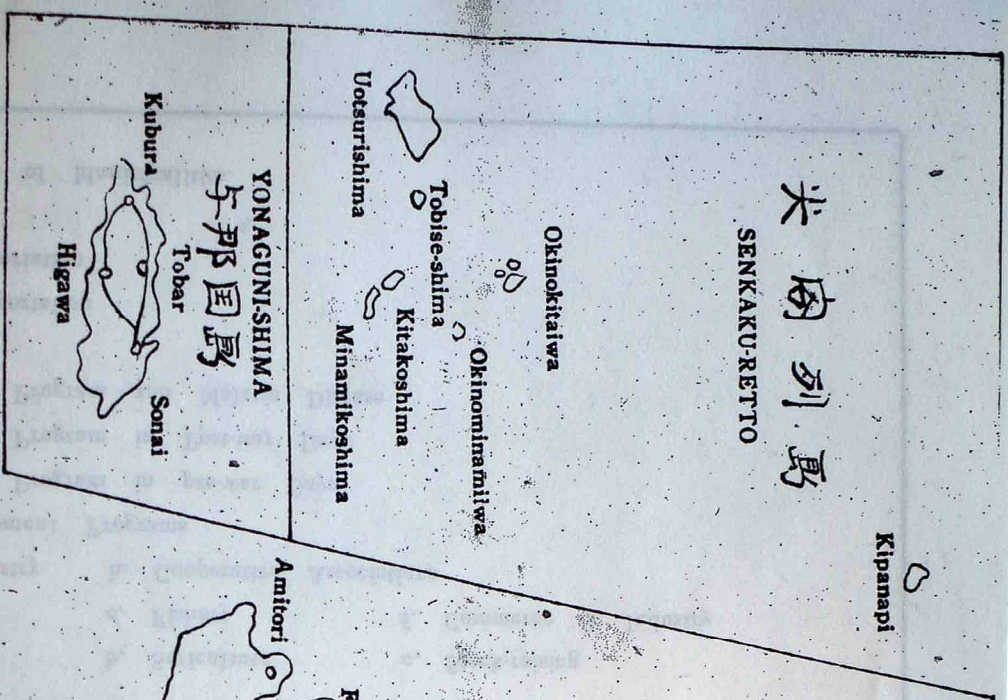 Kipanapi
尖閣列島
SENKAKU-RETTO
Okinokitaiwa
Okinominamiiwa
Tobise-shima
Kitakoshima
Uotsurishima
Minamikoshima
YONAGUNI-SHIMA
与邦国島
Tobar
Kubura
Sonai
Higawa
Amitori